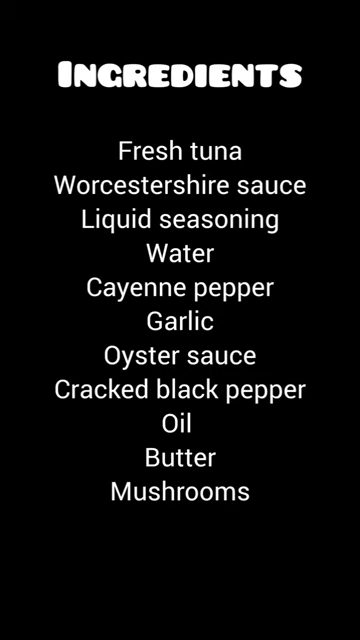 INGREDIENTS
Fresh tuna
Worcestershire sauce
Liquid seasoning
Water
Cayenne pepper
Garlic
Oyster sauce
Cracked black pepper
Oil
Butter
Mushrooms